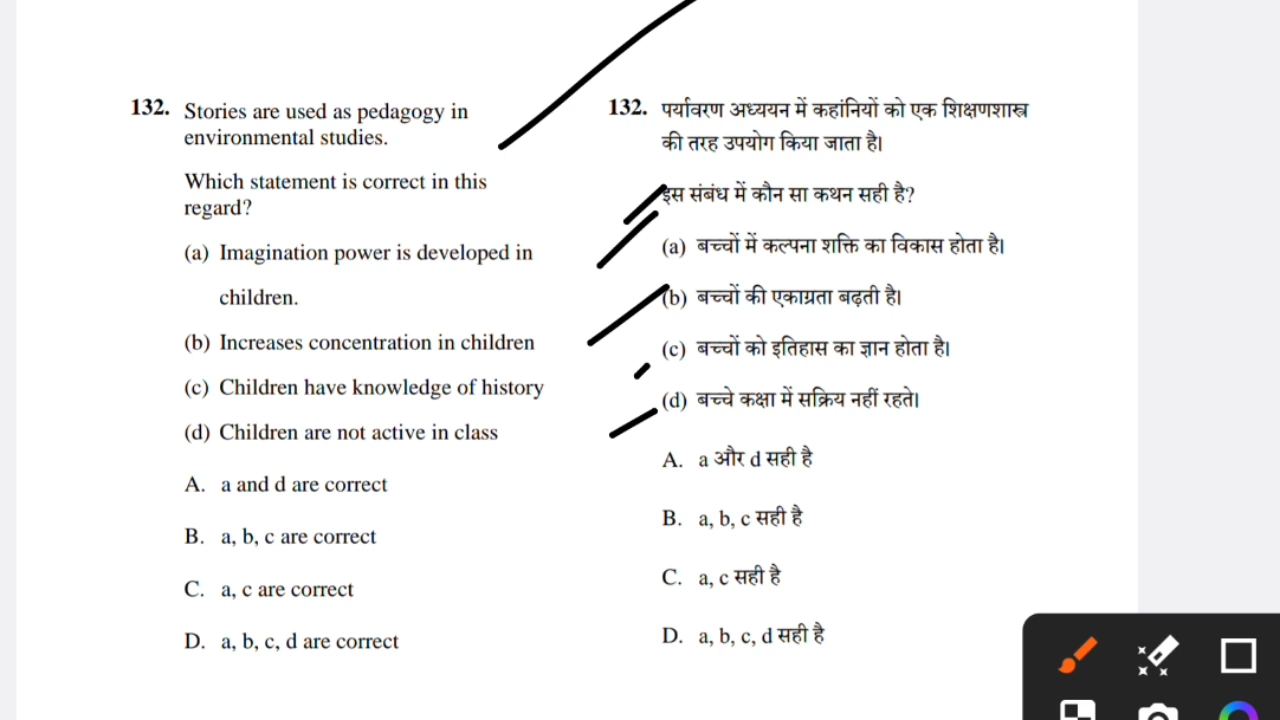 132. Stories are used as pedagogy in
environmental studies.
Which statement is correct in this
regard?
(a) Imagination power is developed in
children.
(b) Increases concentration in children
(c) Children have knowledge of history
(d) Children are not active in class
A. a and d are correct
B. a, b, c are correct
C. a, c are correct
D. a, b, c, d are correct
132. पर्यावरण अध्ययन में कहांनियों को एक शिक्षणशास्त्र
की तरह उपयोग किया जाता है।
इस संबंध में कौन सा कथन सही है?
(a) बच्चों में कल्पना शक्ति का विकास होता है।
(b) बच्चों की एकाग्रता बढ़ती है।
(c) बच्चों को इतिहास का ज्ञान होता है।
(d) बच्चे कक्षा में सक्रिय नहीं रहते।
A. a और d सही है
B. a, b, c सही है
C. a, c सही है
D. a, b, c, d सही है